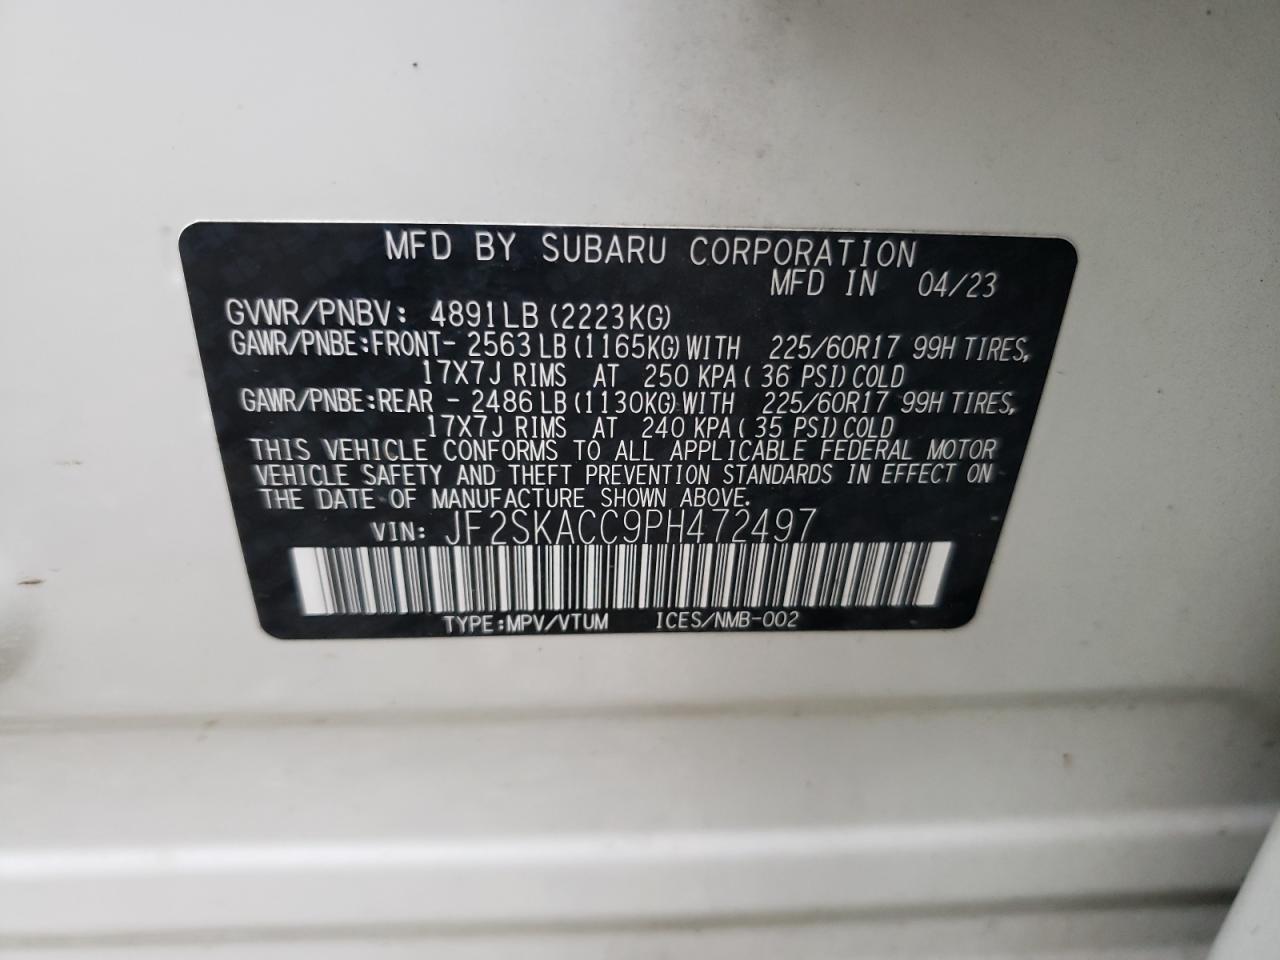 MFD BY SUBARU CORPORATION
MFD IN 04/23
GVWR/PNBV: 4891LB (2223KG)
GAWR/PNBE:FRONT- 2563 LB (1165KG) WITH 225/60R17 99H TIRES,
17X7J RIMS AT 250 KPA ( 36 PSI) COLD
GAWR/PNBE:REAR - 2486 LB (1130KG) WITH 225/60R17 99H TIRES,
17X7J RIMS AT 240 KPA ( 35 PSI) COLD
THIS VEHICLE CONFORMS TO ALL APPLICABLE FEDERAL MOTOR
VEHICLE SAFETY AND THEFT PREVENTION STANDARDS IN EFFECT ON
THE DATE OF MANUFACTURE SHOWN ABOVE.
VIN: JF2SKACC9PH472497
TYPE:MPV/VTUM ICES/NMB-002